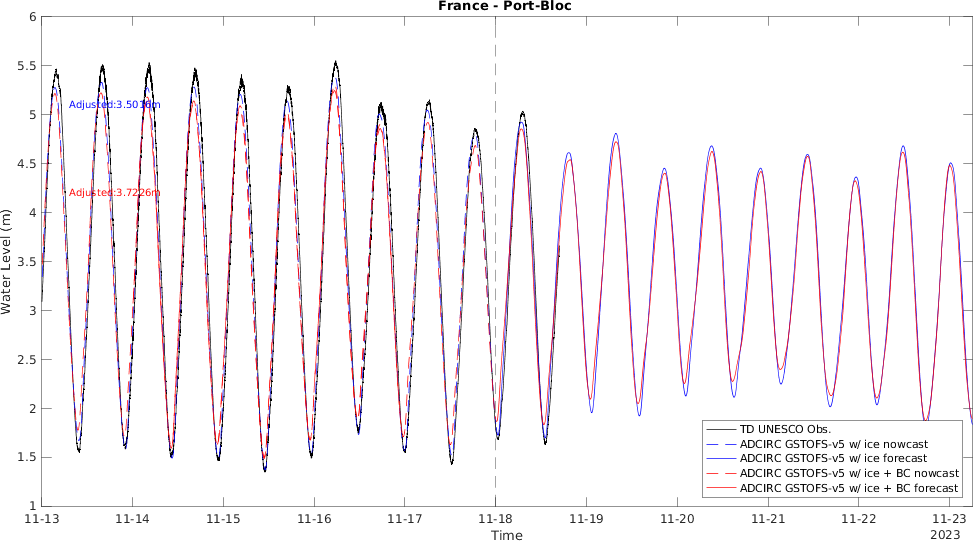 France - Port-Bloc
6
5.5
5
4.5
4
3.5
3
2.5
2
1.5
1
Water Level (m)
Adjusted:3.5016m
Adjusted:3.7226m
TD UNESCO Obs.
ADCIRC GSTOFS-v5 w/ ice nowcast
ADCIRC GSTOFS-v5 w/ ice forecast
ADCIRC GSTOFS-v5 w/ ice + BC nowcast
ADCIRC GSTOFS-v5 w/ ice + BC forecast
11-13 11-14 11-15 11-16 11-17 11-18 11-19 11-20 11-21 11-22 11-23
Time
2023